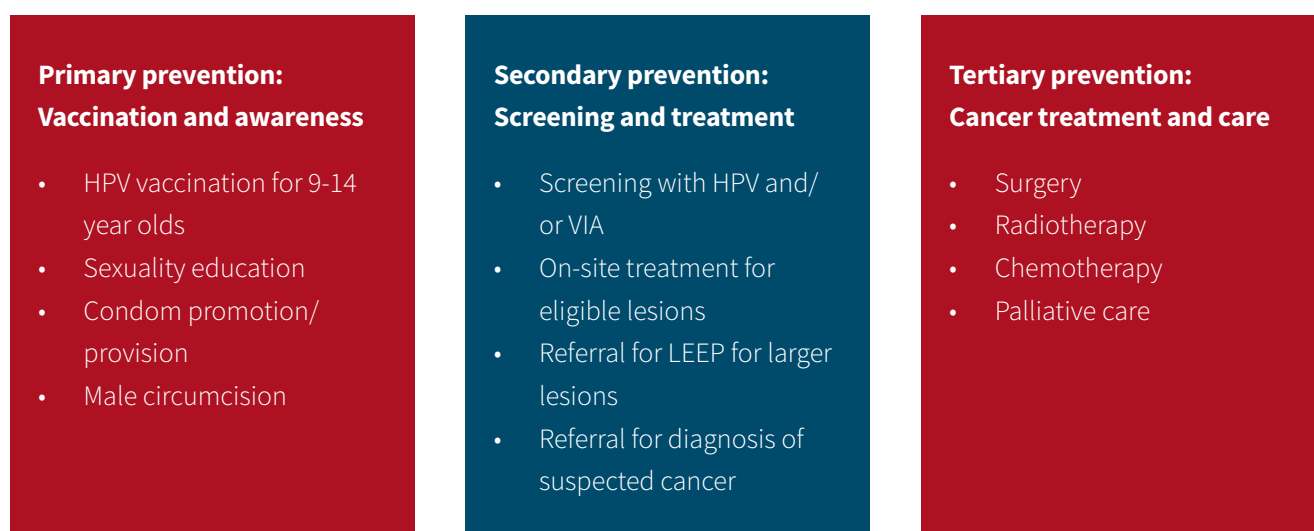 Primary prevention:
Vaccination and awareness
• HPV vaccination for 9-14
year olds
• Sexuality education
• Condom promotion/
provision
• Male circumcision
Secondary prevention:
Screening and treatment
• Screening with HPV and/
or VIA
• On-site treatment for
eligible lesions
• Referral for LEEP for larger
lesions
• Referral for diagnosis of
suspected cancer
Tertiary prevention:
Cancer treatment and care
• Surgery
• Radiotherapy
• Chemotherapy
• Palliative care